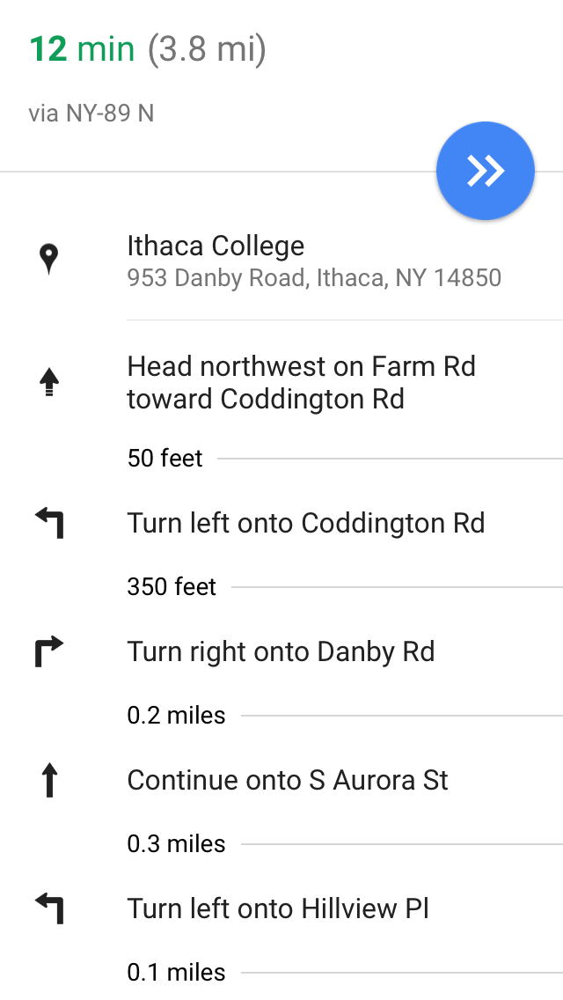 12 min (3.8 mi)
via NY-89 N
Ithaca College
953 Danby Road, Ithaca, NY 14850
Head northwest on Farm Rd
toward Coddington Rd
50 feet
Turn left onto Coddington Rd
350 feet
Turn right onto Danby Rd
0.2 miles
Continue onto S Aurora St
0.3 miles
Turn left onto Hillview Pl
0.1 miles